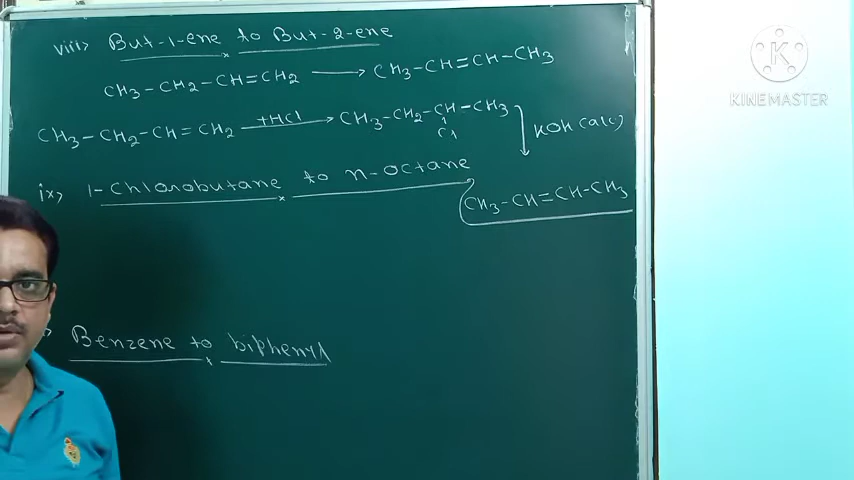 viii) But-1-ene to But-2-ene
CH3-CH2-CH=CH2 → CH3-CH=CH-CH3
CH3-CH2-CH=CH2 +HCl → CH3-CH2-CH-CH3
Cl
KOH (alc)
ix) 1-Chlorobutane to n-octane
CH3-CH=CH-CH3
Benzene to biphenyl
K
KINEMASTER